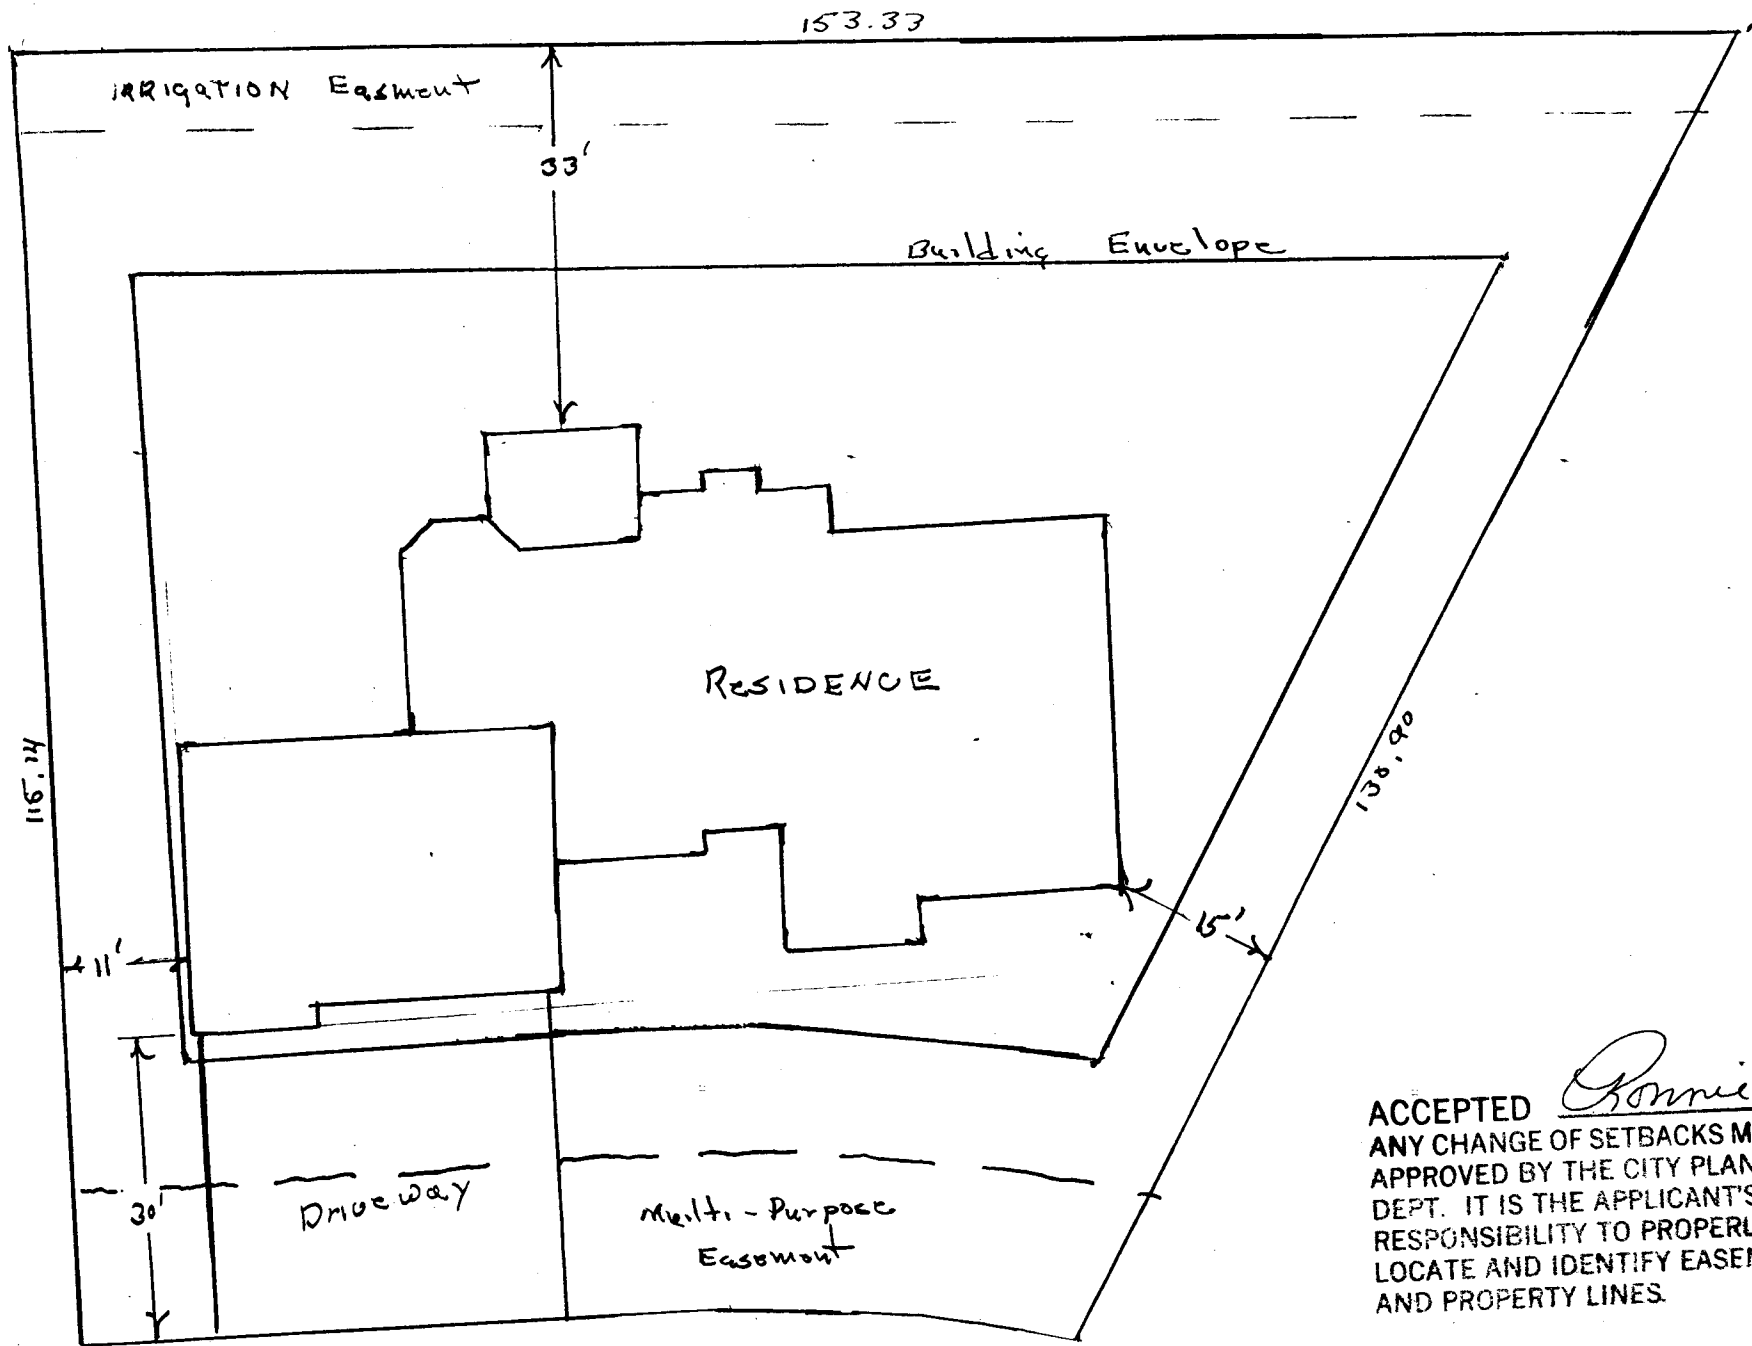 153.33
IRRIGATION Easment
33'
Building Envelope
RESIDENCE
138.90
11'
15'
30'
Driveway
Multi-Purpose
Easement
ACCEPTED Ronnie
ANY CHANGE OF SETBACKS M
APPROVED BY THE CITY PLAN
DEPT. IT IS THE APPLICANT'S
RESPONSIBILITY TO PROPERL
LOCATE AND IDENTIFY EASE
AND PROPERTY LINES.